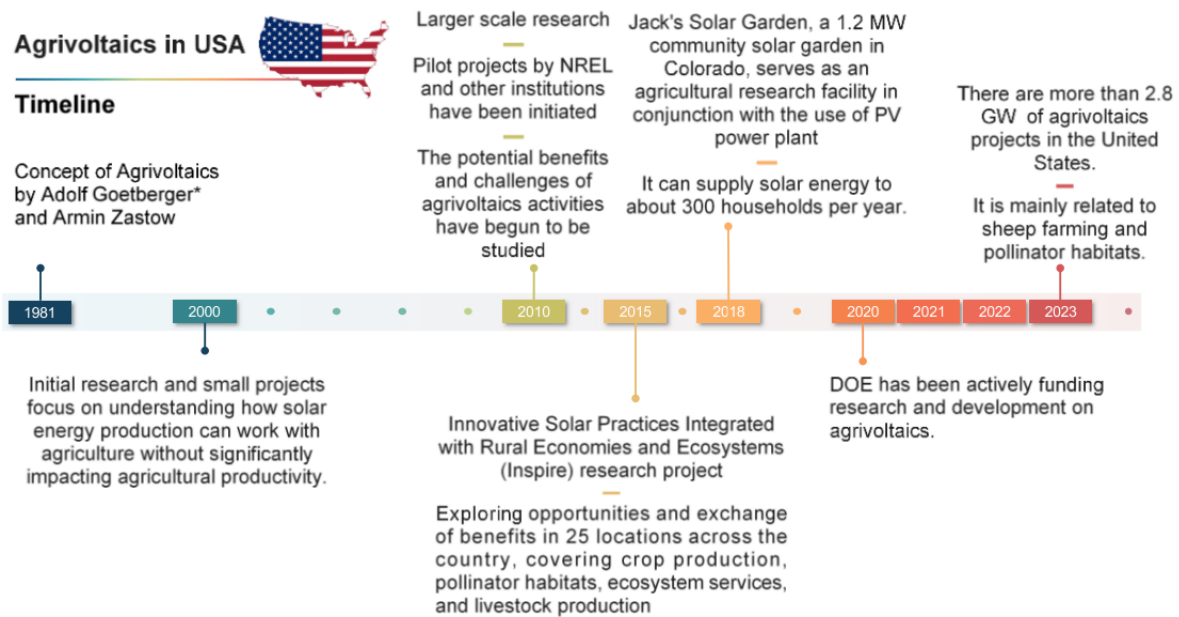 Agrivoltaics in USA
Timeline
Concept of Agrivoltaics
by Adolf Goetberger*
and Armin Zastow
Larger scale research
Pilot projects by NREL
and other institutions
have been initiated
The potential benefits
and challenges of
agrivoltaics activities
have begun to be
studied
Jack's Solar Garden, a 1.2 MW
community solar garden in
Colorado, serves as an
agricultural research facility in
conjunction with the use of PV
power plant
It can supply solar energy to
about 300 households per year.
There are more than 2.8
GW of agrivoltaics
projects in the United
States.
It is mainly related to
sheep farming and
pollinator habitats.
1981
2000
2010
2015
2018
2020
2021
2022
2023
Initial research and small projects
focus on understanding how solar
energy production can work with
agriculture without significantly
impacting agricultural productivity.
Innovative Solar Practices Integrated
with Rural Economies and Ecosystems
(Inspire) research project
Exploring opportunities and exchange
of benefits in 25 locations across the
country, covering crop production,
pollinator habitats, ecosystem services,
and livestock production
DOE has been actively funding
research and development on
agrivoltaics.